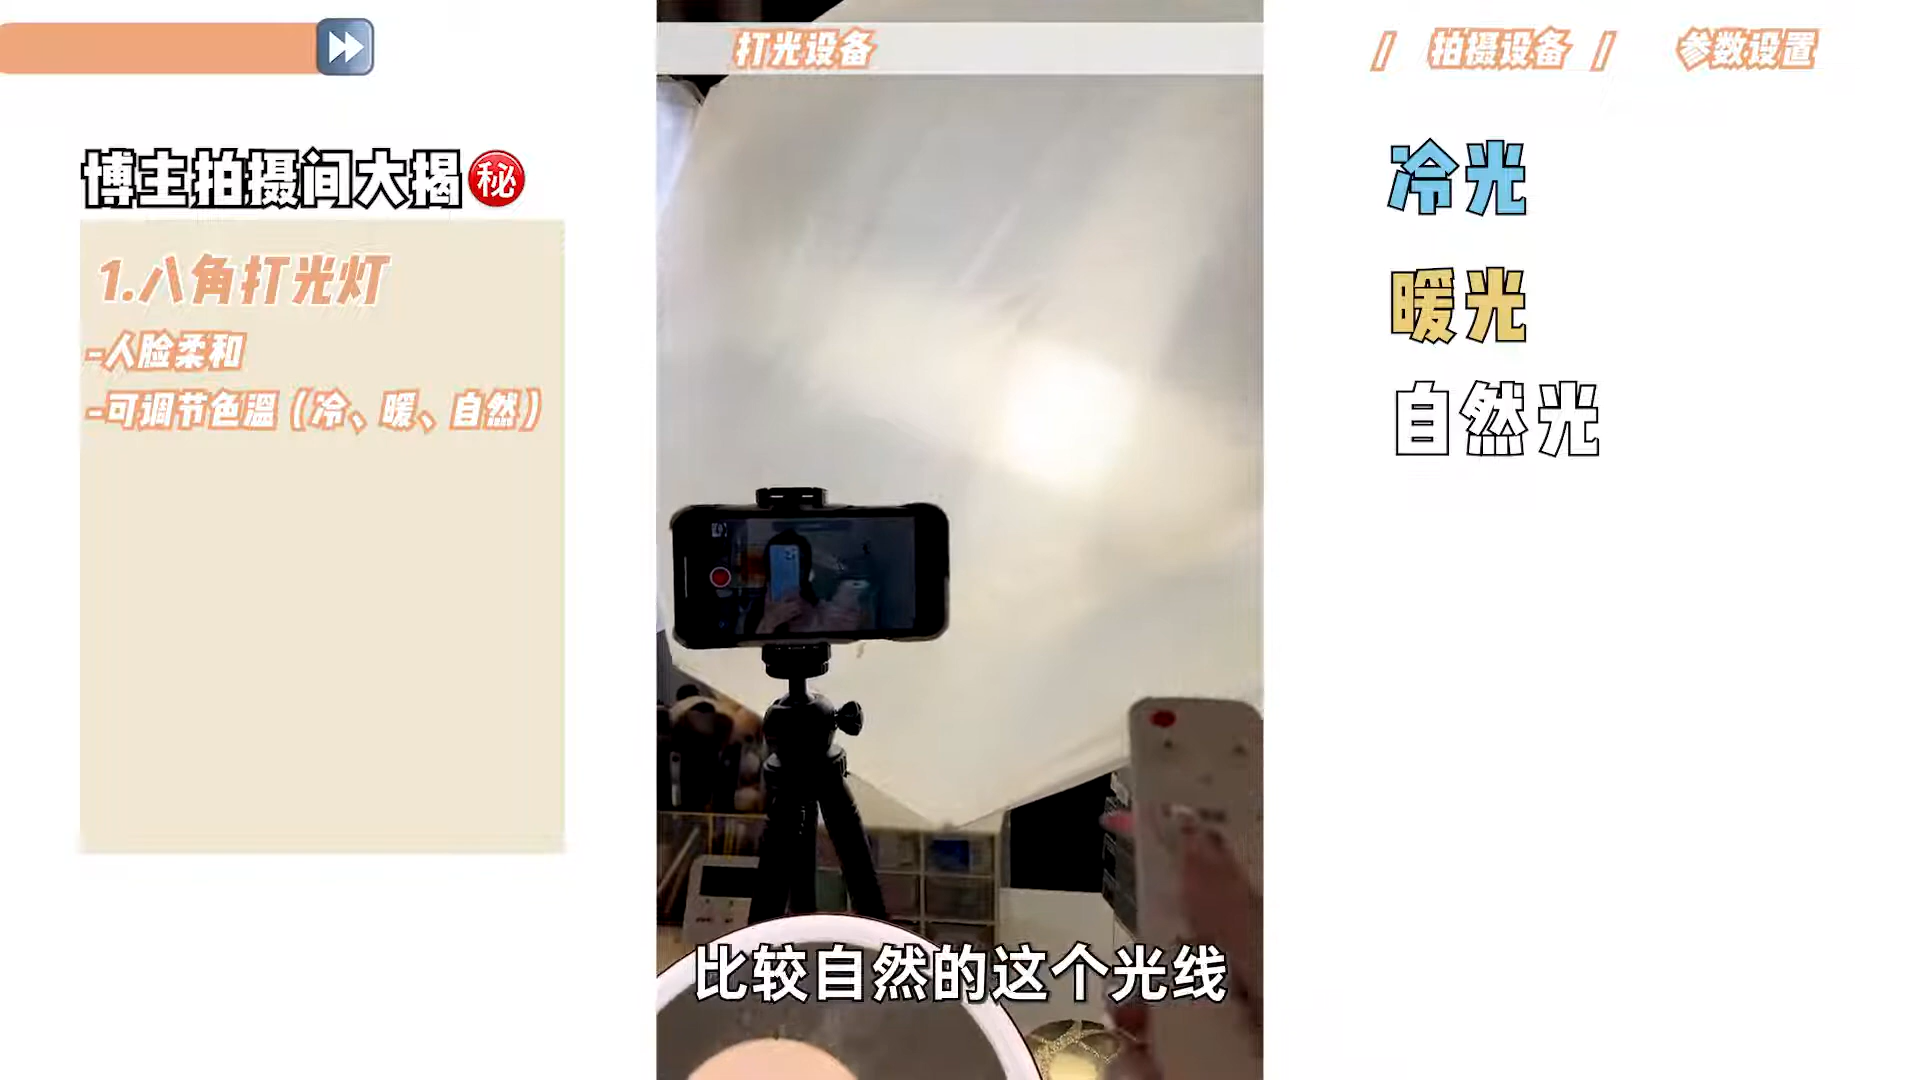 打光设备
/ 拍摄设备 / 参数设置
博主拍摄间大揭㊙
1.八角打光灯
-人脸柔和
-可调节色温（冷、暖、自然）
冷光
暖光
自然光
比较自然的这个光线